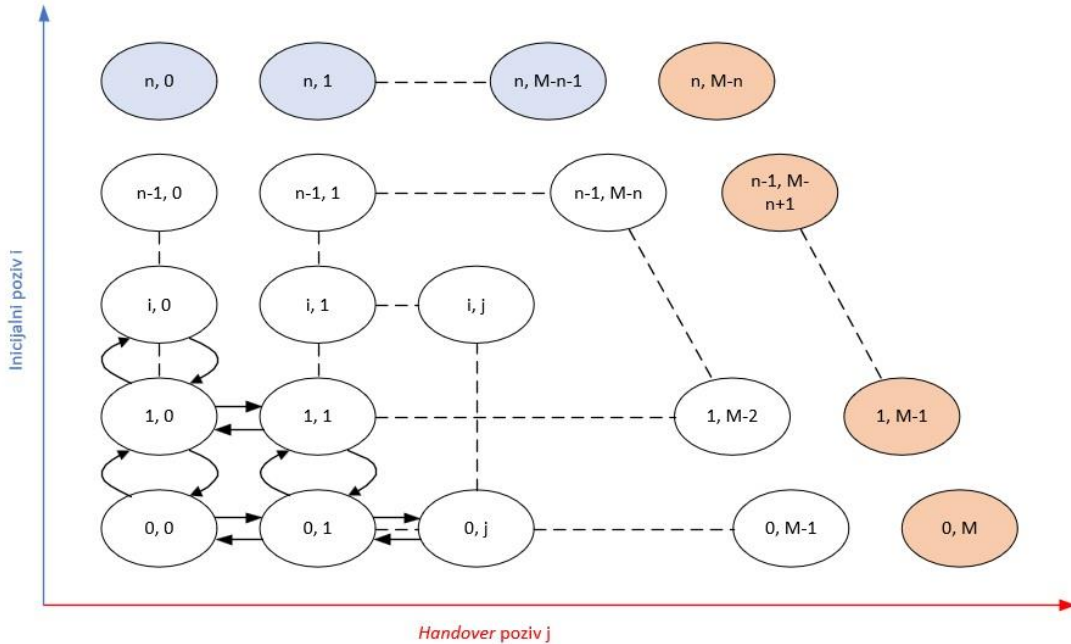 n, 0
n, 1
n, M-n-1
n, M-n
n-1, 0
n-1, 1
n-1, M-n
n-1, M-
n+1
i, 0
i, 1
i, j
1, 0
1, 1
1, M-2
1, M-1
0, 0
0, 1
0, j
0, M-1
0, M
Inicijalni poziv i
Handover poziv j